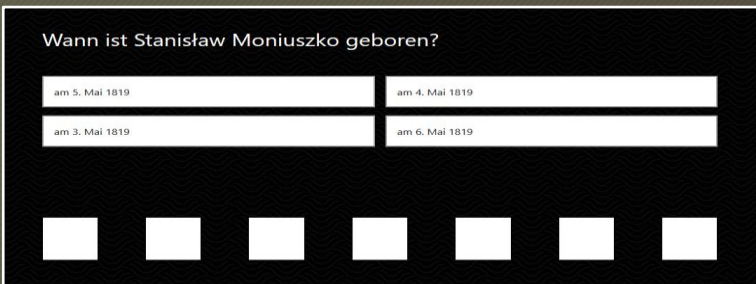 Wann ist Stanisław Moniuszko geboren?
am 5. Mai 1819
am 4. Mai 1819
am 3. Mai 1819
am 6. Mai 1819